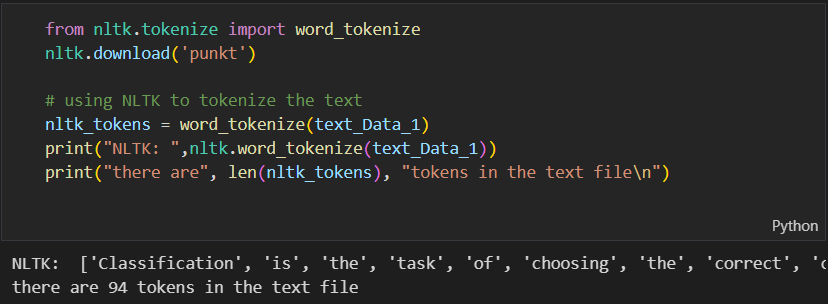 from nltk.tokenize import word_tokenize
nltk.download('punkt')
# using NLTK to tokenize the text
nltk_tokens = word_tokenize(text_Data_1)
print("NLTK: ",nltk.word_tokenize(text_Data_1))
print("there are", len(nltk_tokens), "tokens in the text file\n")
Python
NLTK:  ['Classification', 'is', 'the', 'task', 'of', 'choosing', 'the', 'correct', '
there are 94 tokens in the text file